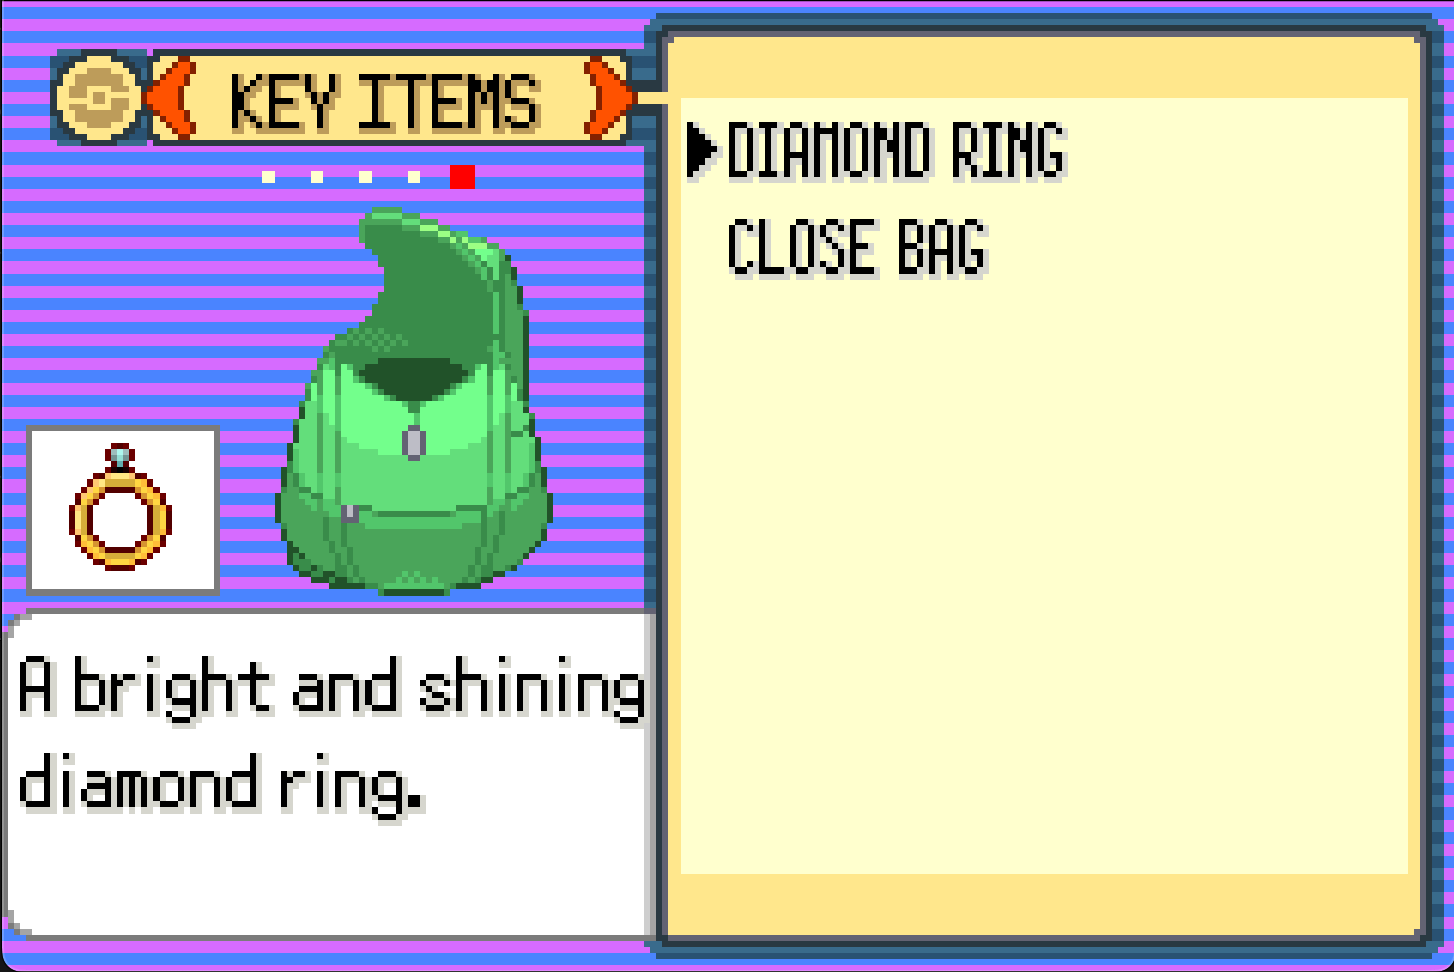 KEY ITEMS
DIAMOND RING
CLOSE BAG
A bright and shining
diamond ring.